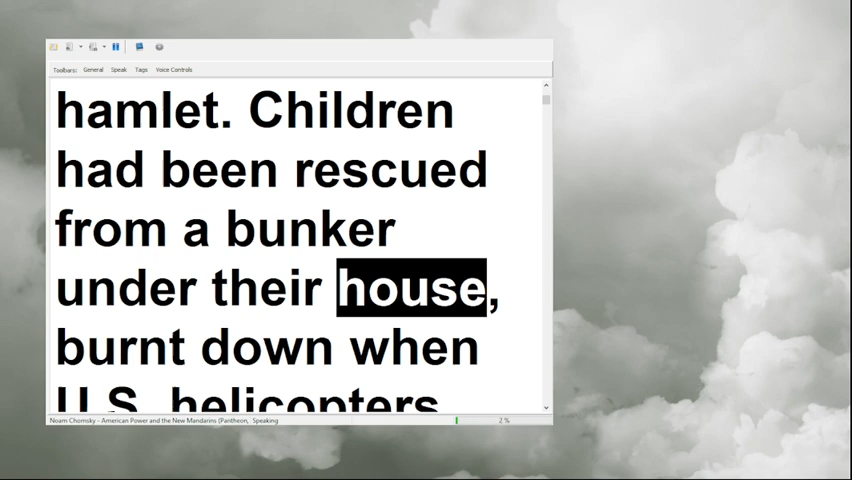 Toolbars: General Speak Tags Voice Controls
hamlet. Children
had been rescued
from a bunker
under their house,
burnt down when
U.S. helicopters
Noam Chomsky - American Power and the New Mandarins (Pantheon, Speaking 2 %